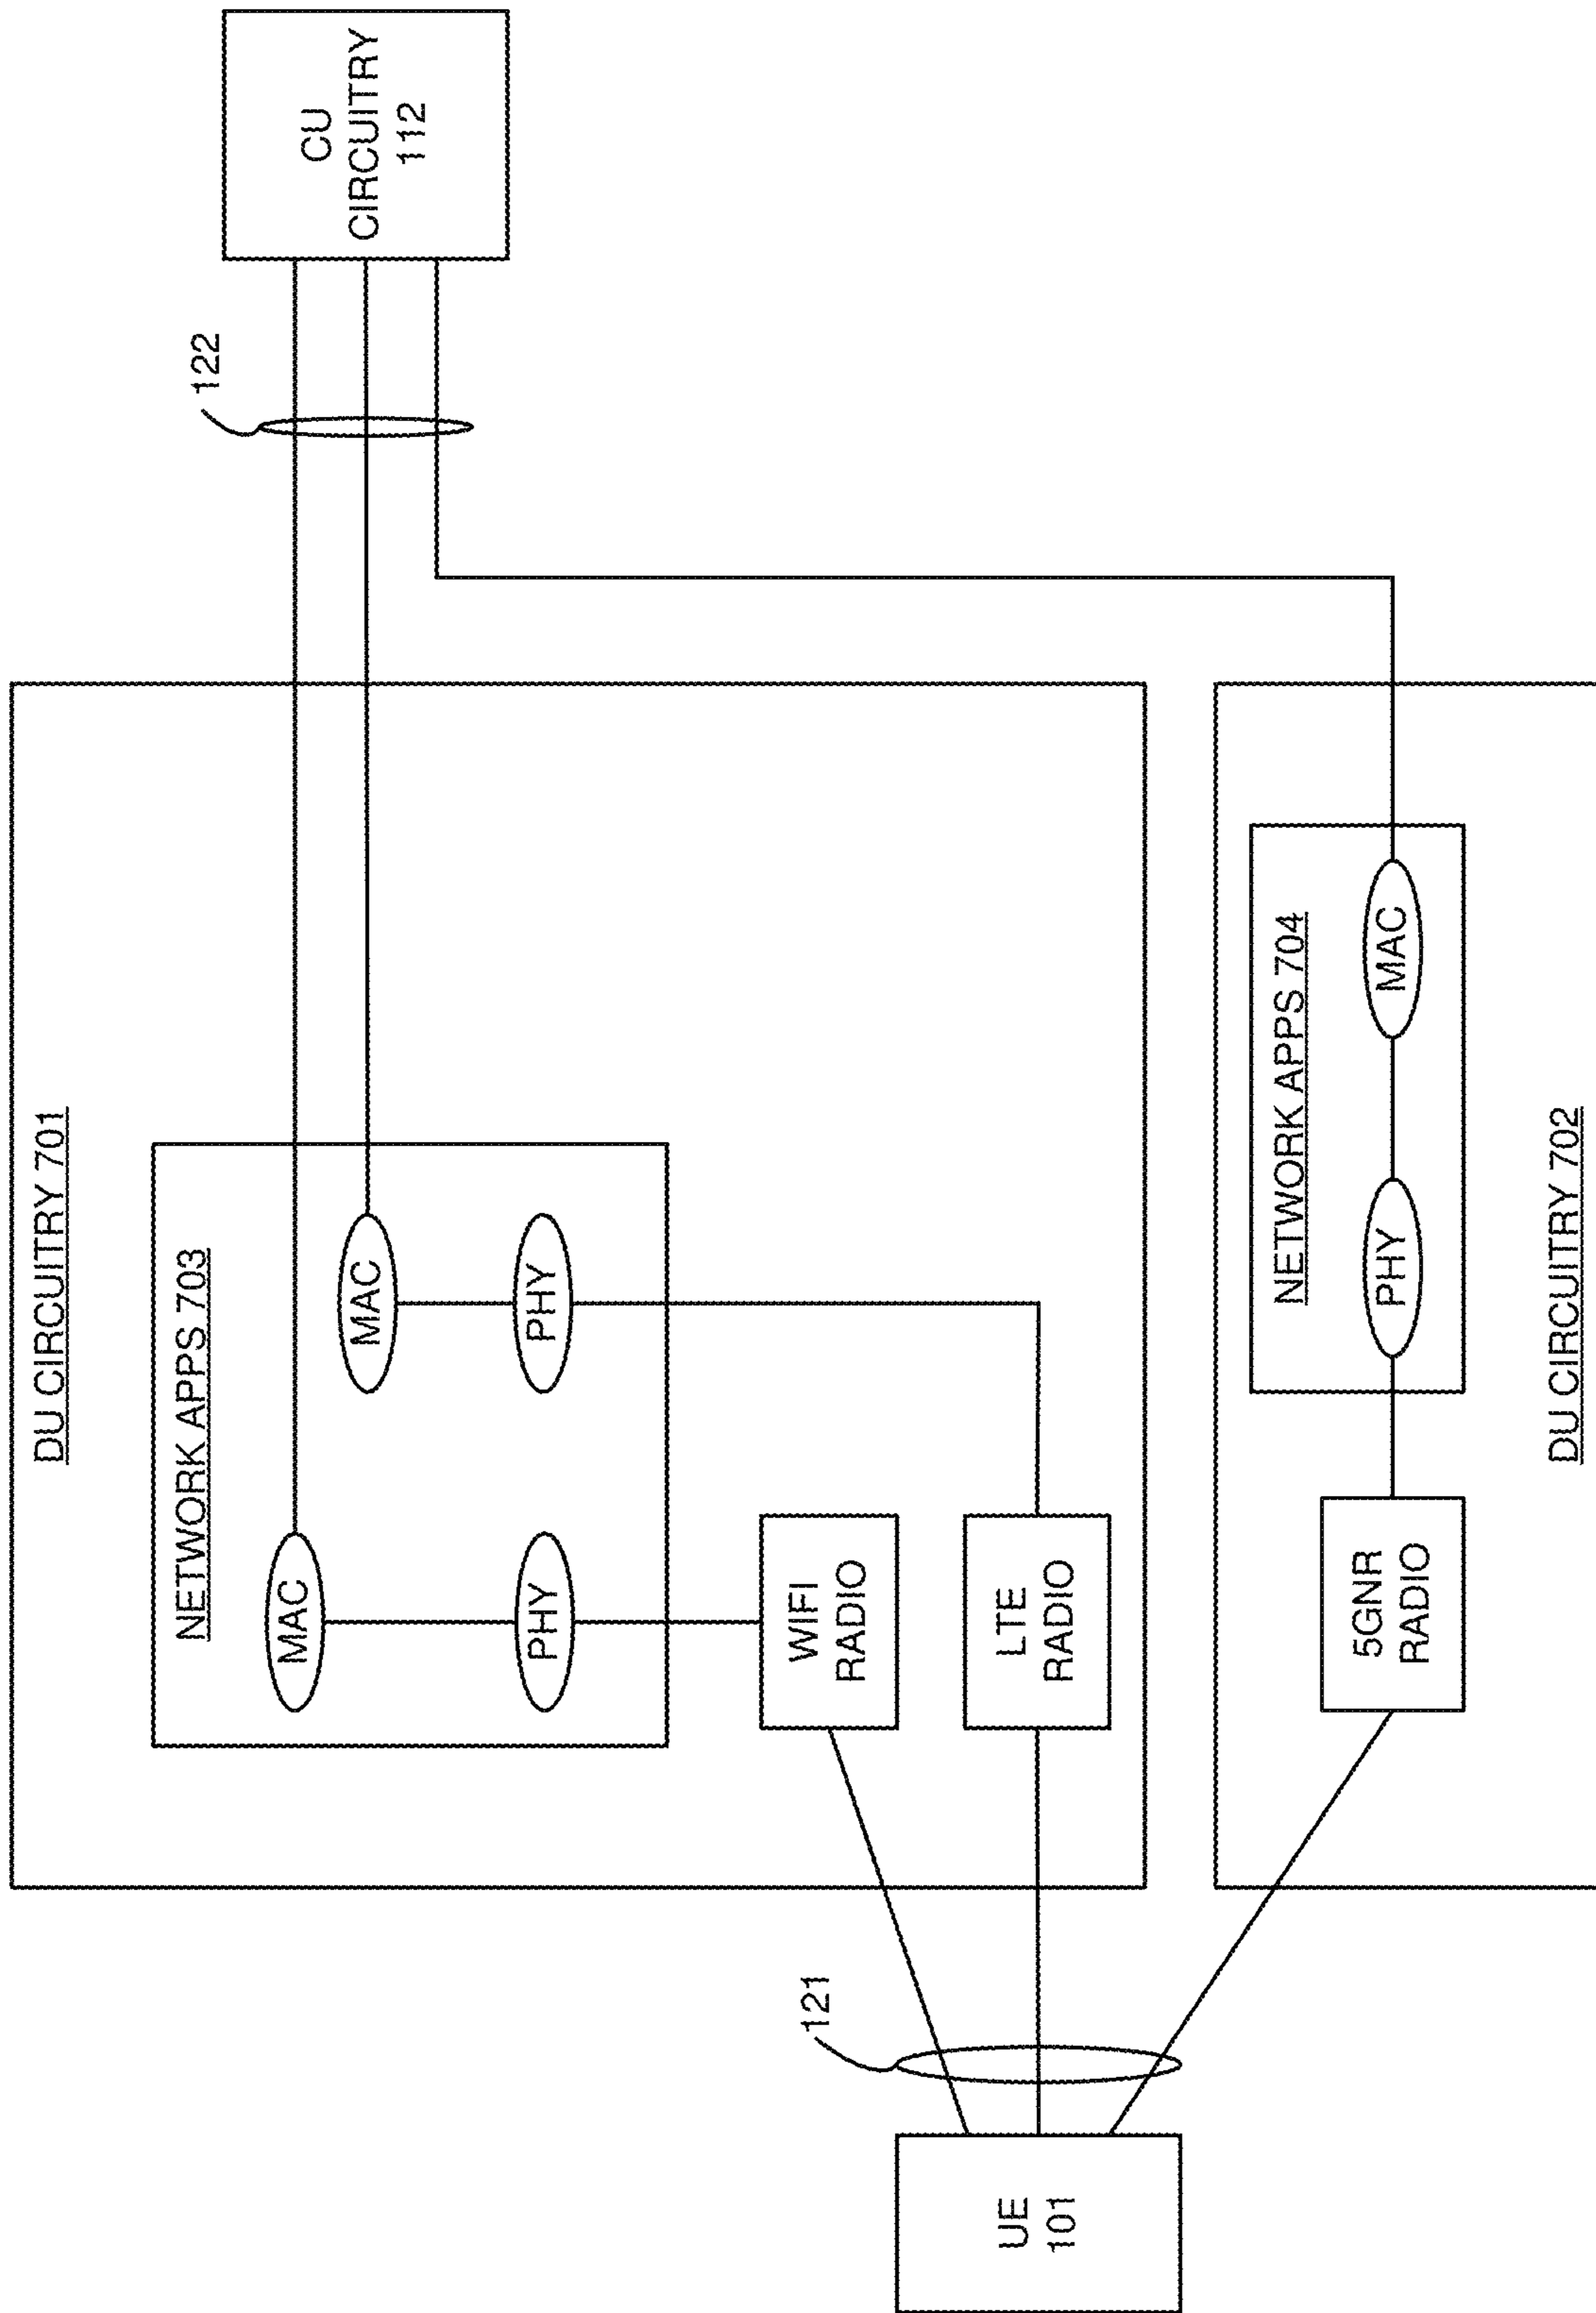 DU CIRCUITRY 701
NETWORK APPS 703
MAC
MAC
PHY
PHY
WIFI
RADIO
LTE
RADIO
122
CU
CIRCUITRY
112
121
UE
101
NETWORK APPS 704
5GNR
RADIO
PHY
MAC
DU CIRCUITRY 702